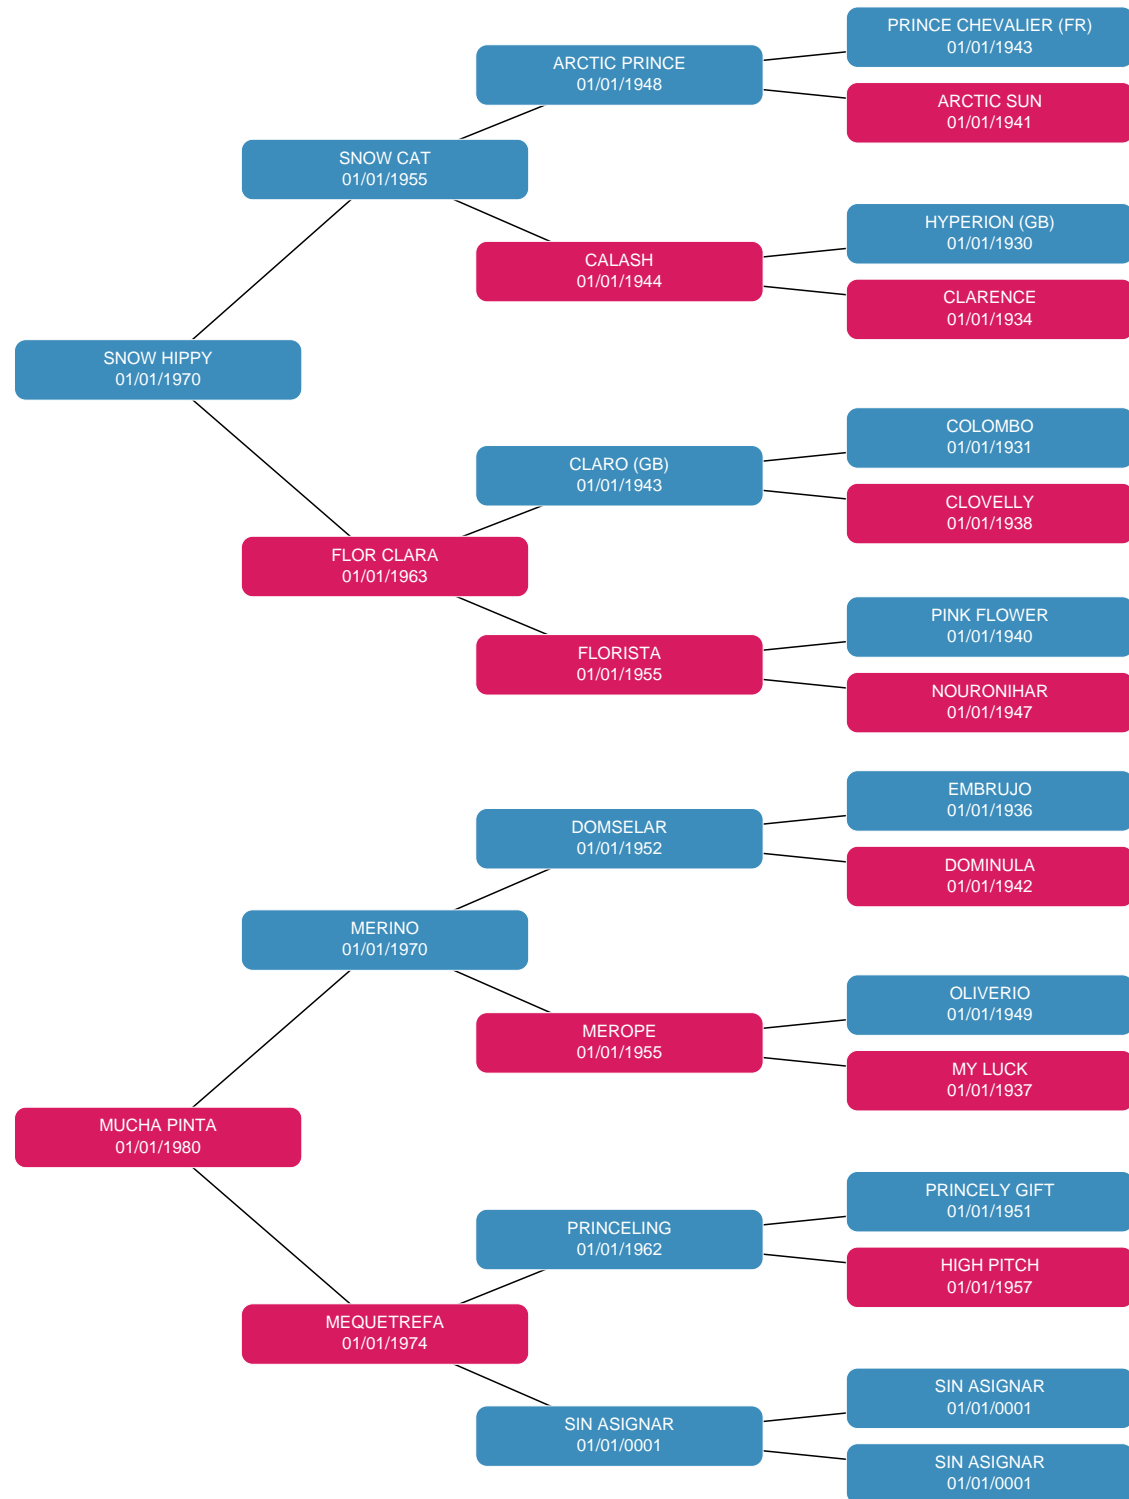 PRINCE CHEVALIER (FR)
01/01/1943
ARCTIC PRINCE
01/01/1948
ARCTIC SUN
01/01/1941
SNOW CAT
01/01/1955
HYPERION (GB)
01/01/1930
CALASH
01/01/1944
CLARENCE
01/01/1934
SNOW HIPPY
01/01/1970
COLOMBO
01/01/1931
CLARO (GB)
01/01/1943
CLOVELLY
01/01/1938
FLOR CLARA
01/01/1963
PINK FLOWER
01/01/1940
FLORISTA
01/01/1955
NOURONIHAR
01/01/1947
EMBRUJO
01/01/1936
DOMSELAR
01/01/1952
DOMINULA
01/01/1942
MERINO
01/01/1970
OLIVERIO
01/01/1949
MEROPE
01/01/1955
MY LUCK
01/01/1937
MUCHA PINTA
01/01/1980
PRINCELY GIFT
01/01/1951
PRINCELING
01/01/1962
HIGH PITCH
01/01/1957
MEQUETREFA
01/01/1974
SIN ASIGNAR
01/01/0001
SIN ASIGNAR
01/01/0001
SIN ASIGNAR
01/01/0001